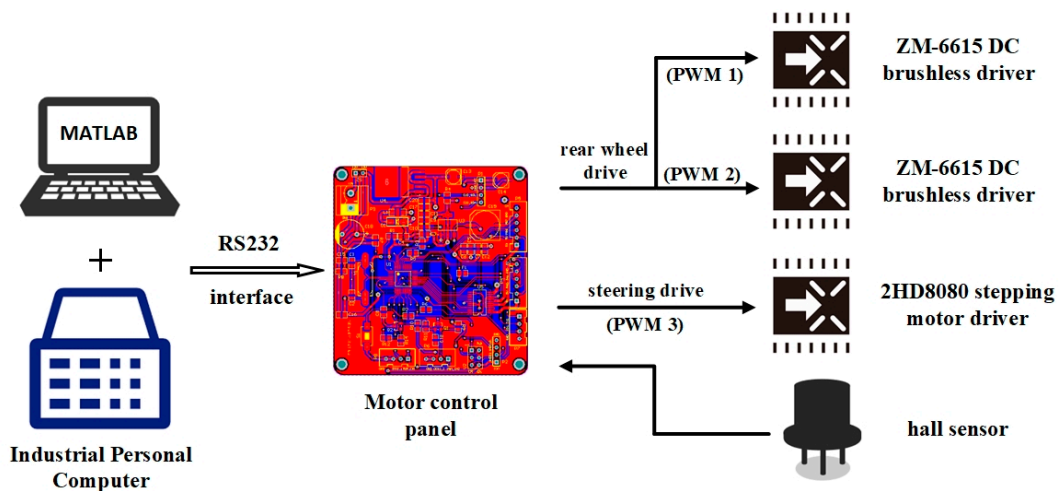 MATLAB
Industrial Personal
Computer
RS232
interface
Motor control
panel
rear wheel
drive
(PWM 1)
(PWM 2)
steering drive
(PWM 3)
ZM-6615 DC
brushless driver
ZM-6615 DC
brushless driver
2HD8080 stepping
motor driver
hall sensor